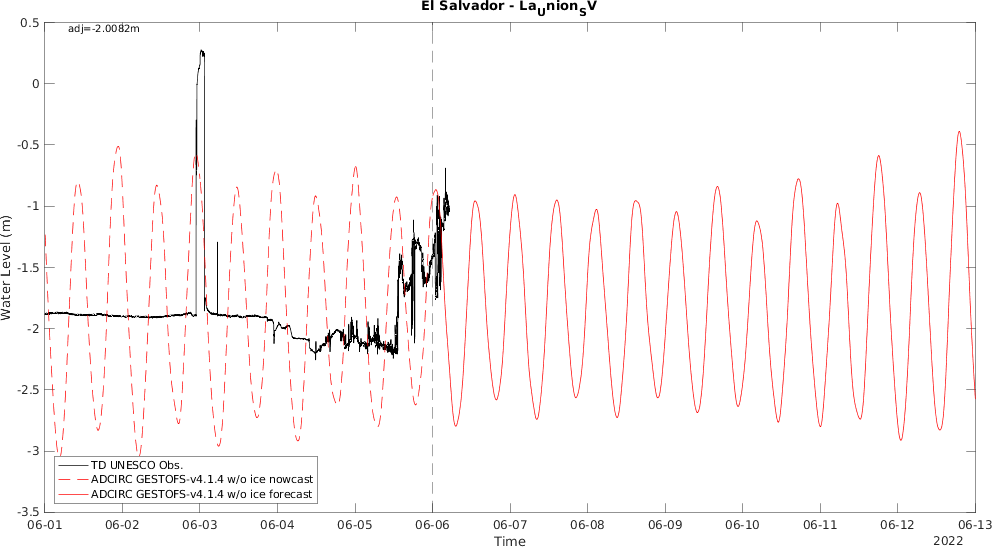 El Salvador - LaUnionSV
adj=-2.0082m
0.5
0
-0.5
-1
-1.5
-2
-2.5
-3
-3.5
Water Level (m)
TD UNESCO Obs.
ADCIRC GESTOFS-v4.1.4 w/o ice nowcast
ADCIRC GESTOFS-v4.1.4 w/o ice forecast
06-01 06-02 06-03 06-04 06-05 06-06 06-07 06-08 06-09 06-10 06-11 06-12 06-13
Time
2022